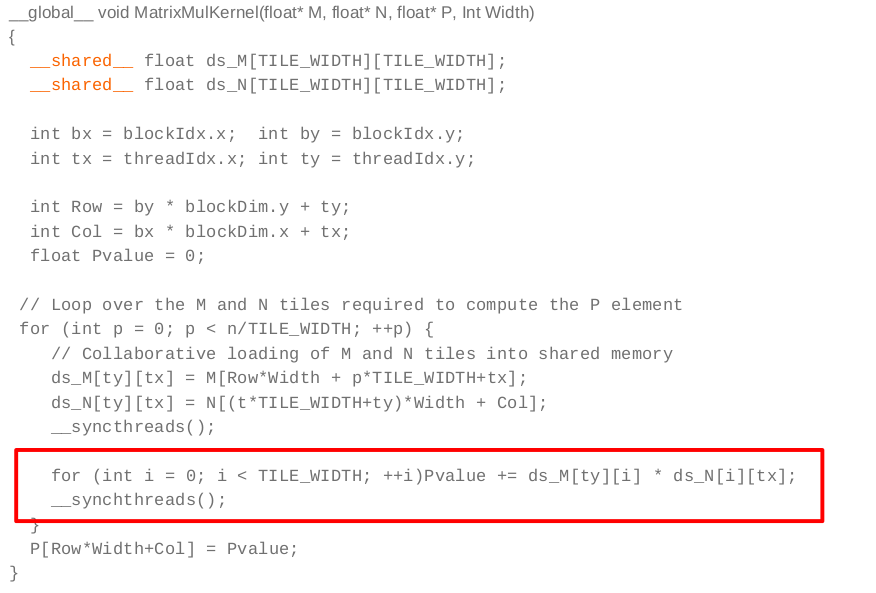 __global__ void MatrixMulKernel(float* M, float* N, float* P, Int Width)
{
  __shared__ float ds_M[TILE_WIDTH][TILE_WIDTH];
  __shared__ float ds_N[TILE_WIDTH][TILE_WIDTH];

  int bx = blockIdx.x;  int by = blockIdx.y;
  int tx = threadIdx.x; int ty = threadIdx.y;

  int Row = by * blockDim.y + ty;
  int Col = bx * blockDim.x + tx;
  float Pvalue = 0;

 // Loop over the M and N tiles required to compute the P element
 for (int p = 0; p < n/TILE_WIDTH; ++p) {
    // Collaborative loading of M and N tiles into shared memory
    ds_M[ty][tx] = M[Row*Width + p*TILE_WIDTH+tx];
    ds_N[ty][tx] = N[(t*TILE_WIDTH+ty)*Width + Col];
    __syncthreads();

    for (int i = 0; i < TILE_WIDTH; ++i)Pvalue += ds_M[ty][i] * ds_N[i][tx];
    __synchthreads();
  }
  P[Row*Width+Col] = Pvalue;
}